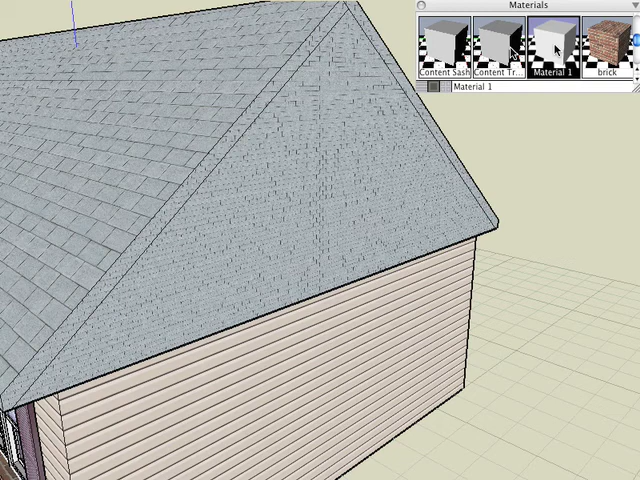 Materials
Content Sash Content Tr... Material 1 brick
Material 1